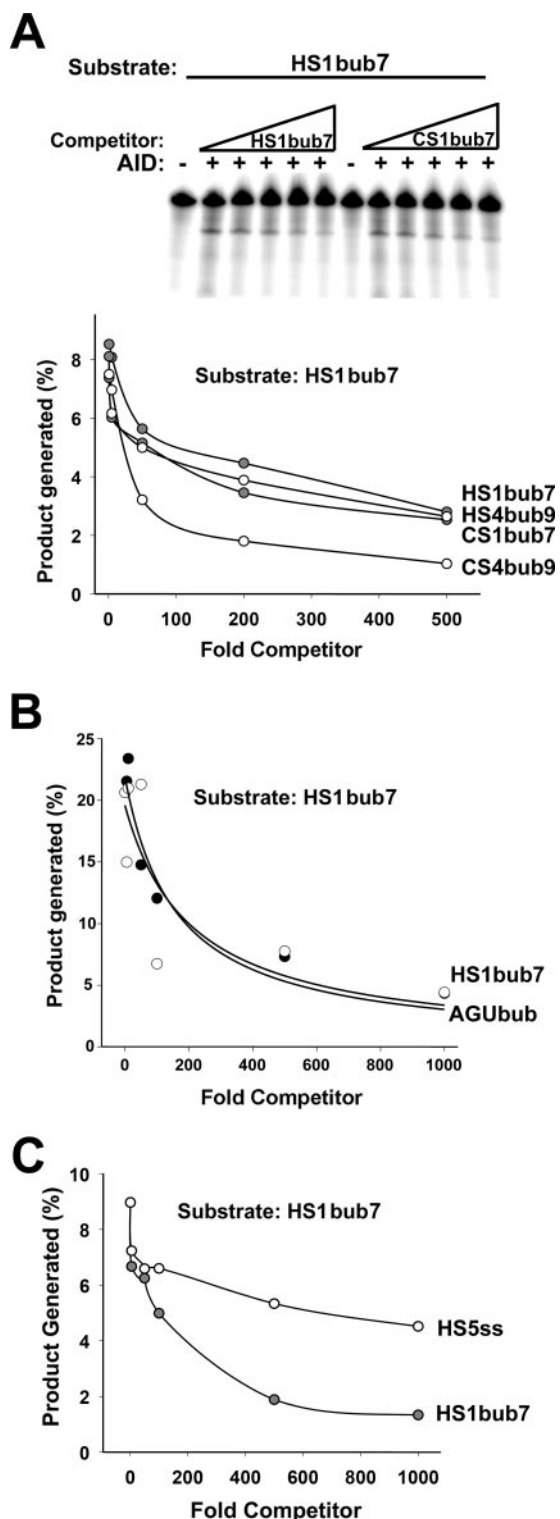 A
Substrate: HS1bub7
Competitor: HS1bub7 CS1bub7
AID: - + + + + + - + + + + +
Product generated (%)
8
6
4
2
0
Substrate: HS1bub7
HS1bub7
HS4bub9
CS1bub7
CS4bub9
0 100 200 300 400 500
Fold Competitor
B
Product generated (%)
25
20
15
10
5
0
Substrate: HS1bub7
HS1bub7
AGUbub
0 200 400 600 800 1000
Fold Competitor
C
Product Generated (%)
10
8
6
4
2
0
Substrate: HS1bub7
HS5ss
HS1bub7
0 200 400 600 800 1000
Fold Competitor